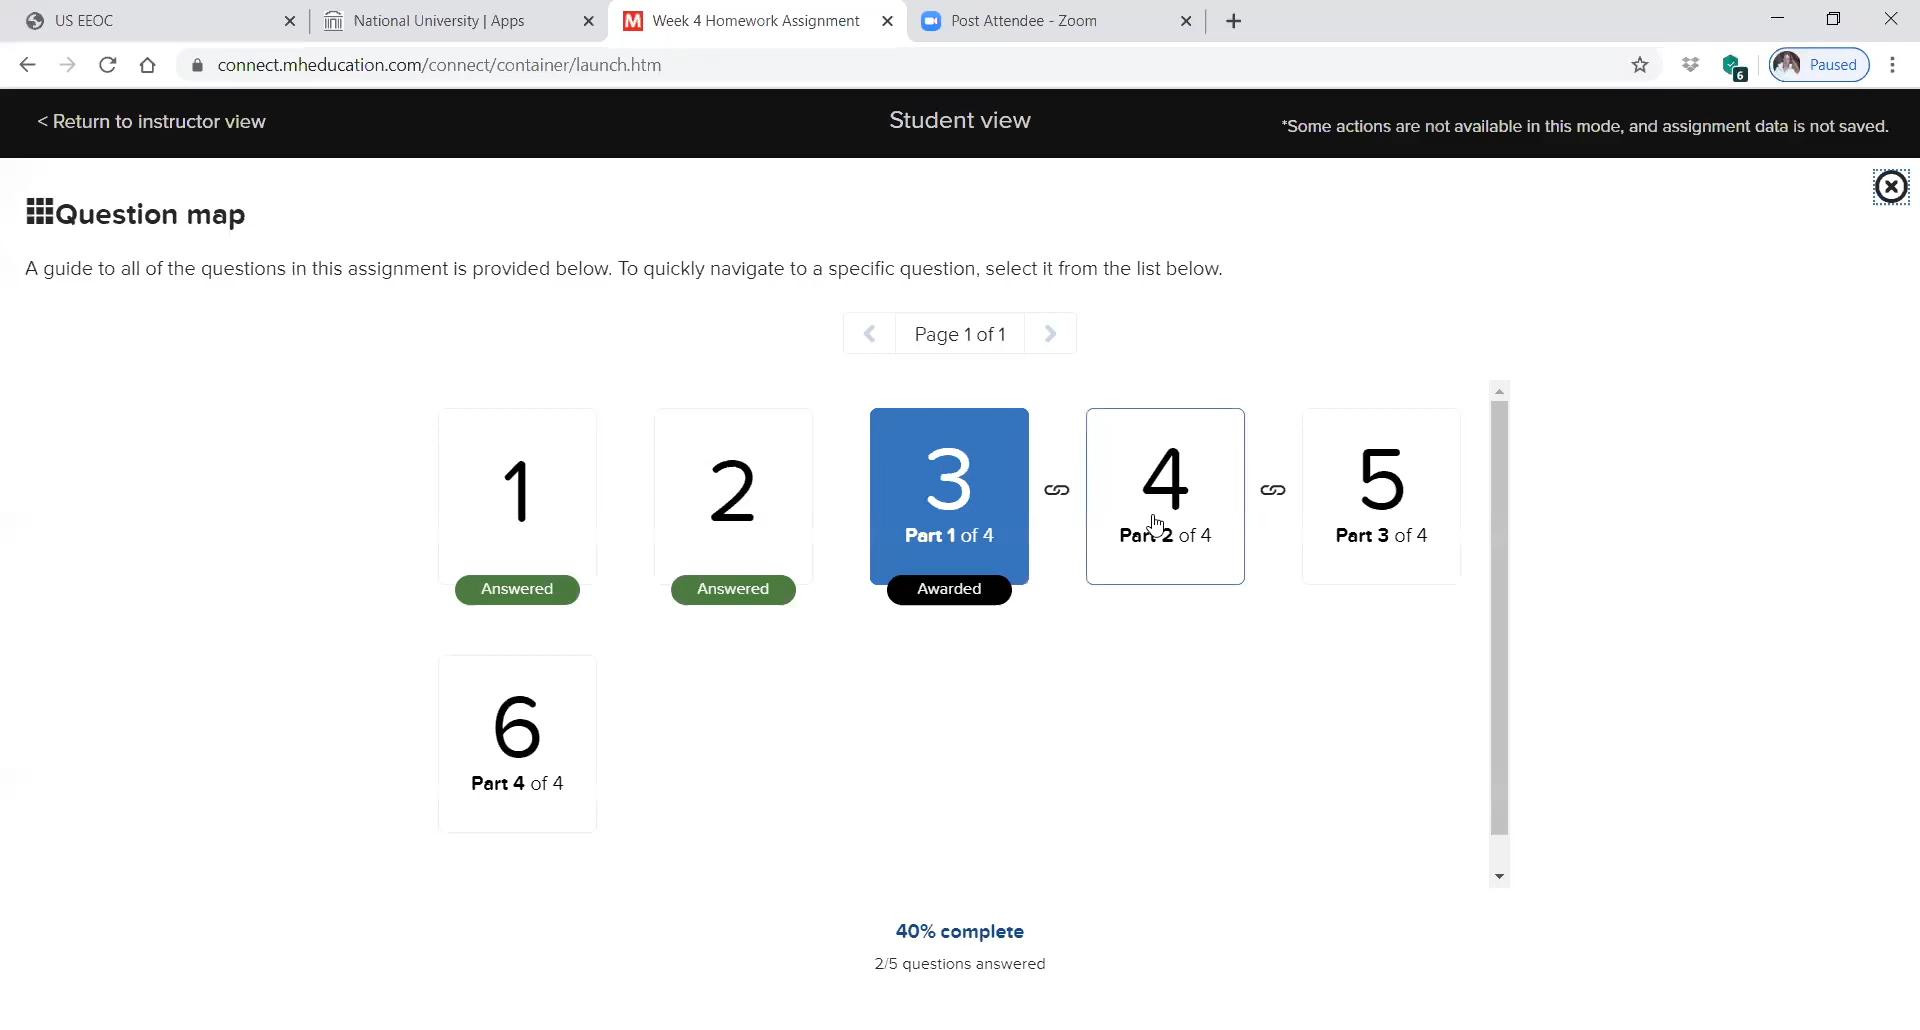 US EEOC
National University | Apps
Week 4 Homework Assignment
Post Attendee - Zoom
connect.mheducation.com/connect/container/launch.htm
6
Paused
< Return to instructor view
Student view
*Some actions are not available in this mode, and assignment data is not saved.
Question map
A guide to all of the questions in this assignment is provided below. To quickly navigate to a specific question, select it from the list below.
Page 1 of 1
1
Answered
2
Answered
3
Part 1 of 4
Awarded
4
Part 2 of 4
5
Part 3 of 4
6
Part 4 of 4
40% complete
2/5 questions answered